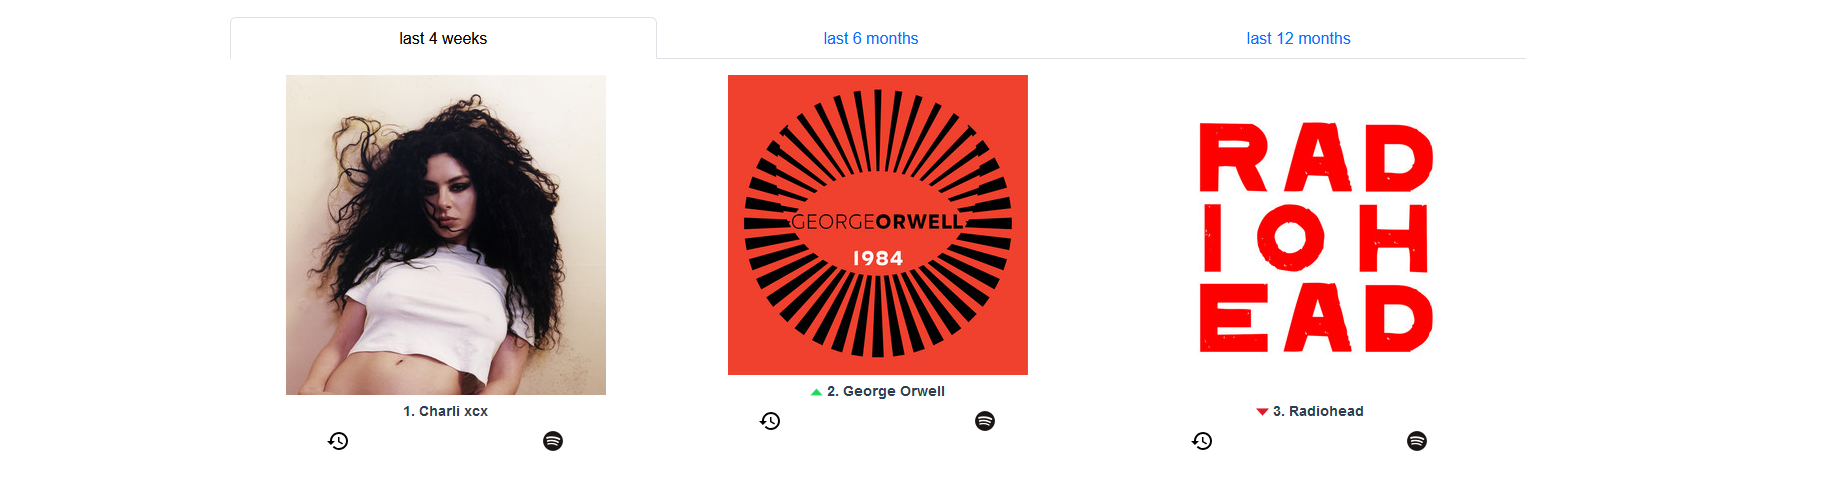 last 4 weeks
last 6 months
last 12 months
GEORGEORWELL
1984
RAD
IOH
EAD
1. Charli xcx
2. George Orwell
3. Radiohead